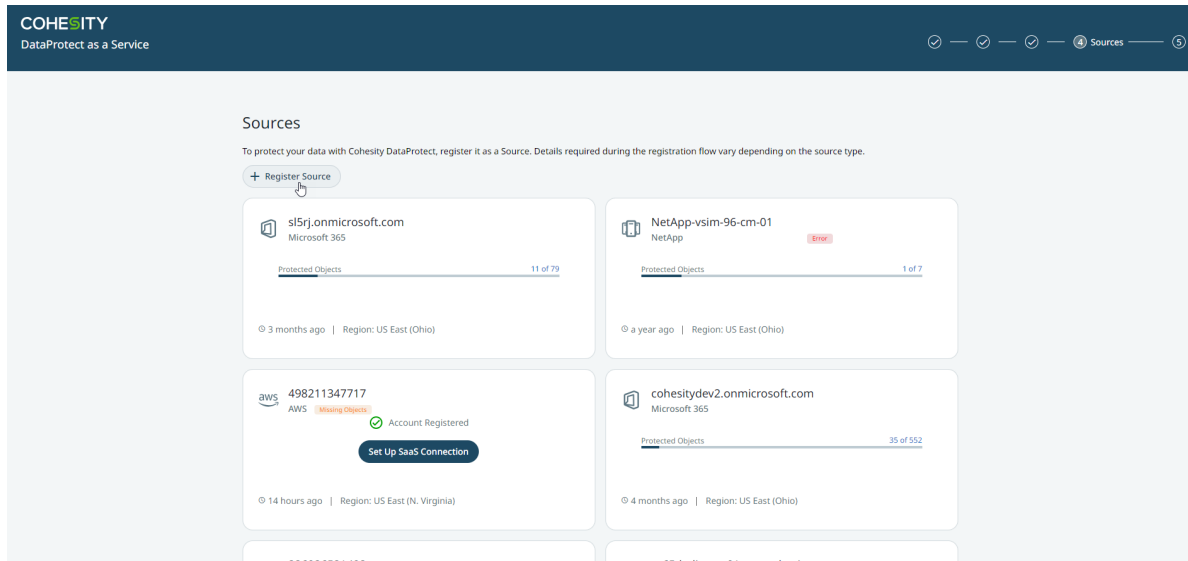 COHESITY
DataProtect as a Service
4 Sources
5
Sources
To protect your data with Cohesity DataProtect, register it as a Source. Details required during the registration flow vary depending on the source type.
+ Register Source
sl5rj.onmicrosoft.com
Microsoft 365
Protected Objects 11 of 79
3 months ago | Region: US East (Ohio)
NetApp-vsim-96-cm-01
NetApp Error
Protected Objects 1 of 7
a year ago | Region: US East (Ohio)
aws 498211347717
AWS Missing Objects
Account Registered
Set Up SaaS Connection
14 hours ago | Region: US East (N. Virginia)
cohesitydev2.onmicrosoft.com
Microsoft 365
Protected Objects 35 of 552
4 months ago | Region: US East (Ohio)